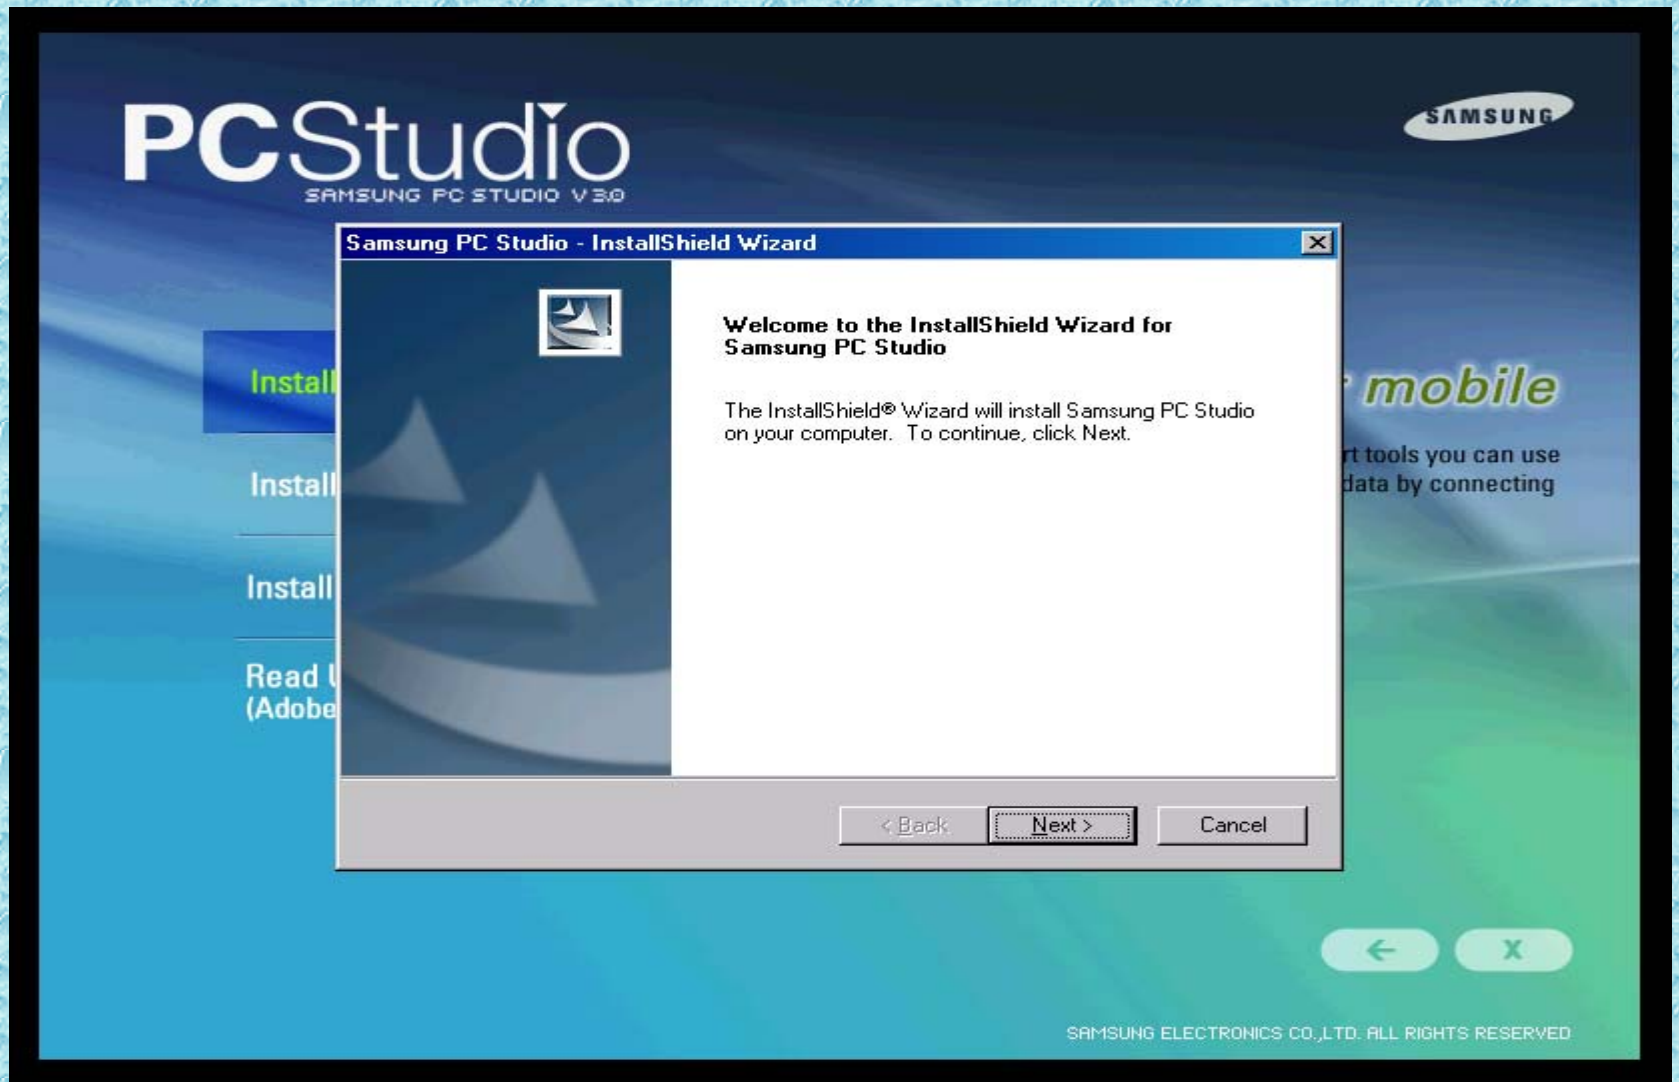 PCStudio
SAMSUNG PC STUDIO V3.0
SAMSUNG
Samsung PC Studio - InstallShield Wizard
Welcome to the InstallShield Wizard for
Samsung PC Studio
The InstallShield® Wizard will install Samsung PC Studio
on your computer. To continue, click Next.
< Back
Next >
Cancel
Install
Install
Install
Read
(Adobe
mobile
tools you can use
data by connecting
X
SAMSUNG ELECTRONICS CO.,LTD. ALL RIGHTS RESERVED